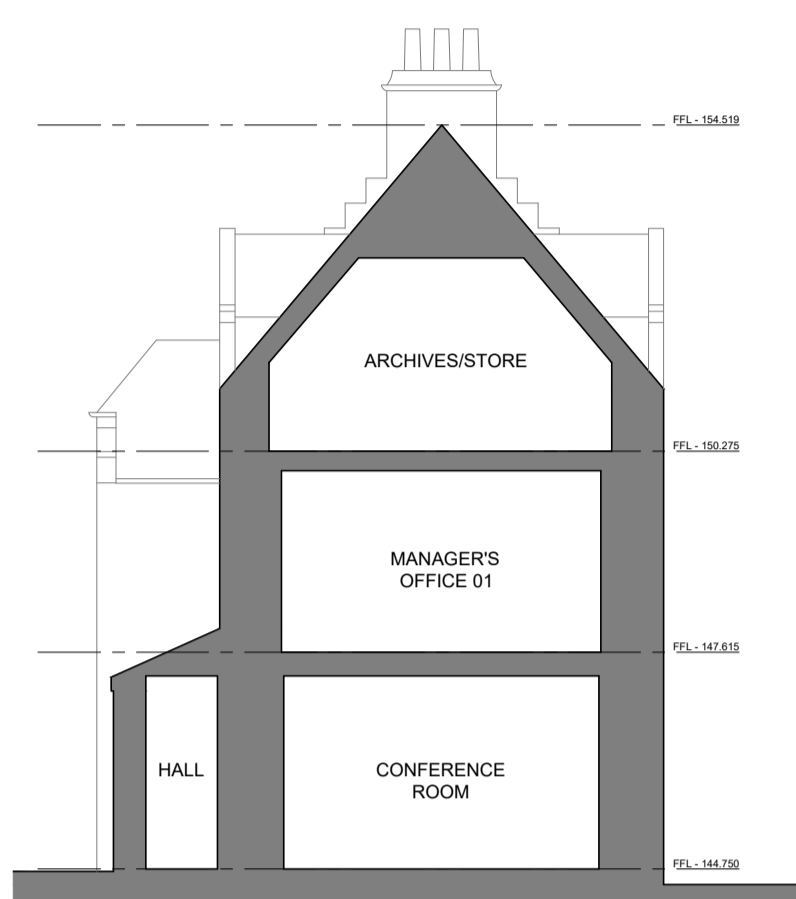 FFL - 154.519
ARCHIVES/STORE
FFL - 150.275
MANAGER'S
OFFICE 01
FFL - 147.615
HALL
CONFERENCE
ROOM
FFL - 144.750